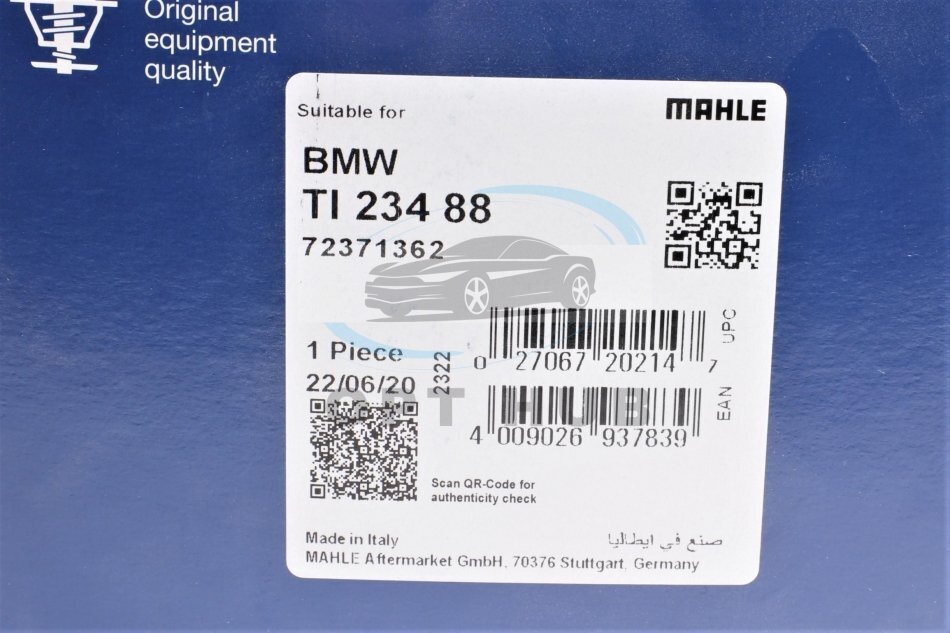 Original
equipment
quality
Suitable for
MAHLE
BMW
TI 234 88
72371362
1 Piece
22/06/20
2322
0 27067 20214 7
UPC
OPT HUB
4 009026 937839
EAN
Scan QR-Code for
authenticity check
Made in Italy
صنع في ايطاليا
MAHLE Aftermarket GmbH, 70376 Stuttgart, Germany